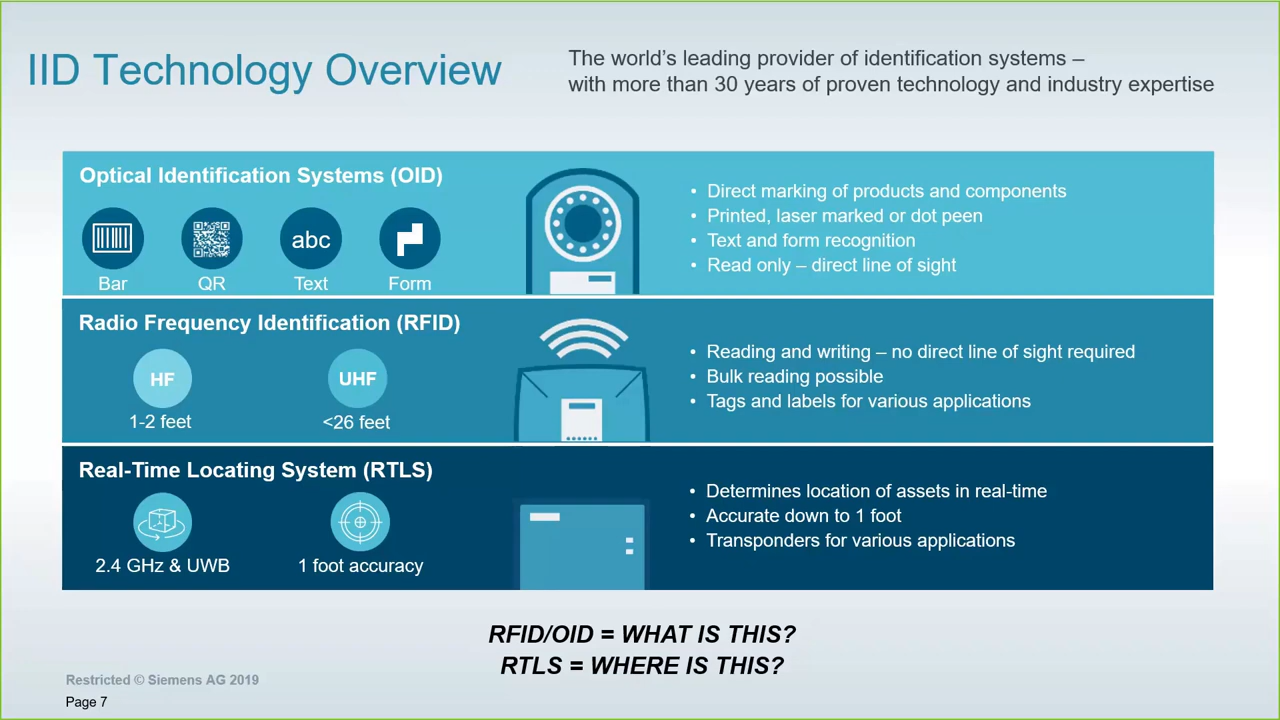 IID Technology Overview
The world's leading provider of identification systems –
with more than 30 years of proven technology and industry expertise
Optical Identification Systems (OID)
abc
Bar
QR
Text
Form
• Direct marking of products and components
• Printed, laser marked or dot peen
• Text and form recognition
• Read only – direct line of sight
Radio Frequency Identification (RFID)
HF
UHF
1-2 feet
<26 feet
• Reading and writing – no direct line of sight required
• Bulk reading possible
• Tags and labels for various applications
Real-Time Locating System (RTLS)
2.4 GHz & UWB
1 foot accuracy
• Determines location of assets in real-time
• Accurate down to 1 foot
• Transponders for various applications
RFID/OID = WHAT IS THIS?
RTLS = WHERE IS THIS?
Restricted © Siemens AG 2019
Page 7